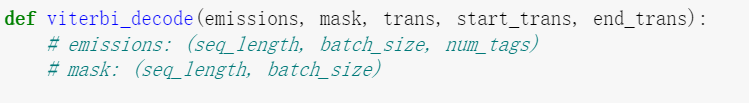 def viterbi_decode(emissions, mask, trans, start_trans, end_trans):
    # emissions: (seq_length, batch_size, num_tags)
    # mask: (seq_length, batch_size)